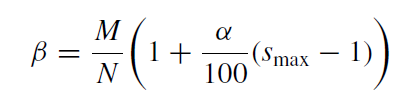 β = M/N (1 + α/100 (s_max − 1))